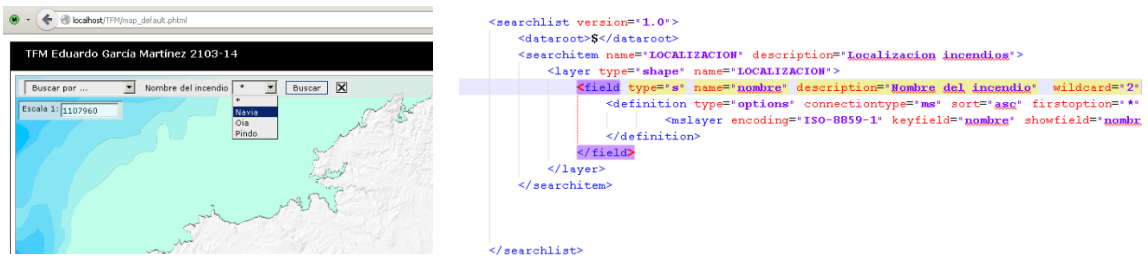 localhost/TFM/map_default.phtml
TFM Eduardo García Martínez 2103-14
Buscar por ... Nombre del incendio * Buscar
*
Navia
Oia
Pindo
Escala 1: 1107960
<searchlist version="1.0">
<dataroot>$</dataroot>
<searchitem name="LOCALIZACION" description="Localizacion incendios">
<layer type="shape" name="LOCALIZACION">
<field type="s" name="nombre" description="Nombre del incendio" wildcard="2"
<definition type="options" connectiontype="ms" sort="asc" firstoption="*"
<mslayer encoding="ISO-8859-1" keyfield="nombre" showfield="nombr
</definition>
</field>
</layer>
</searchitem>
</searchlist>